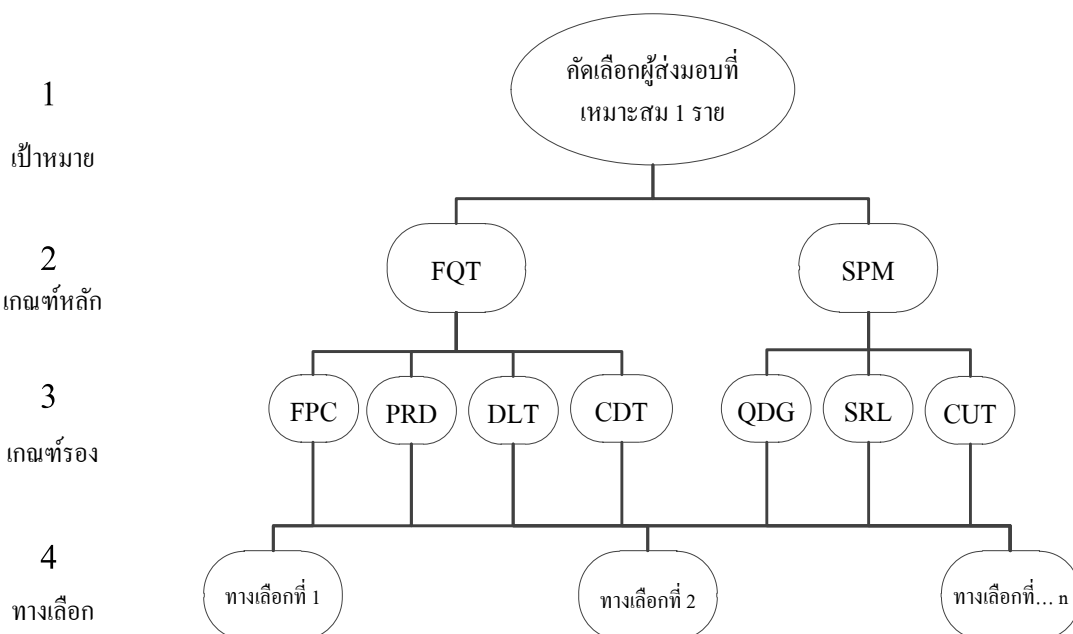 คัดเลือกผู้ส่งมอบที่
เหมาะสม 1 ราย
1
เป้าหมาย
2
เกณฑ์หลัก
FQT
SPM
3
เกณฑ์รอง
FPC
PRD
DLT
CDT
QDG
SRL
CUT
4
ทางเลือก
ทางเลือกที่ 1
ทางเลือกที่ 2
ทางเลือกที่... n